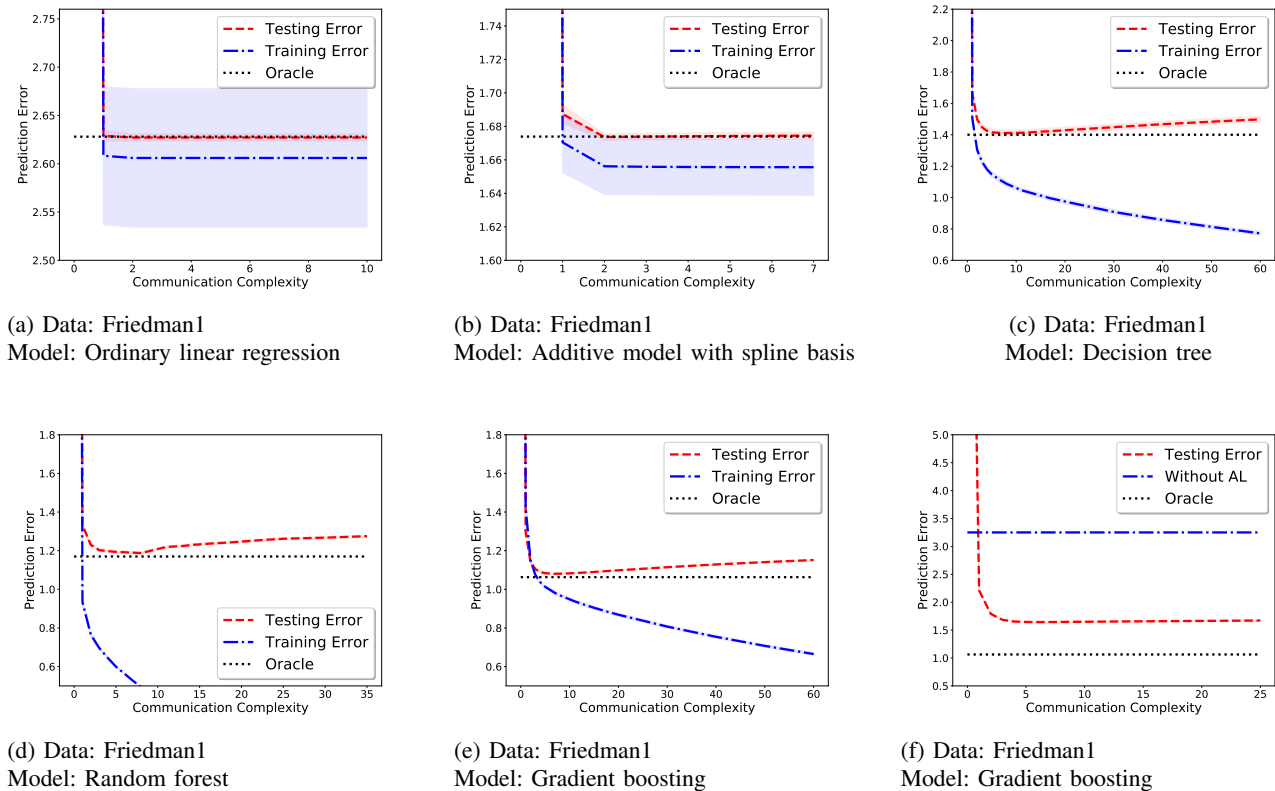 2.75
2.70
2.65
2.60
2.55
2.50
Prediction Error
0 2 4 6 8 10
Communication Complexity
Testing Error
Training Error
Oracle
(a) Data: Friedman1
Model: Ordinary linear regression
1.74
1.72
1.70
1.68
1.66
1.64
1.62
1.60
Prediction Error
0 1 2 3 4 5 6 7
Communication Complexity
Testing Error
Training Error
Oracle
(b) Data: Friedman1
Model: Additive model with spline basis
2.2
2.0
1.8
1.6
1.4
1.2
1.0
0.8
0.6
Prediction Error
0 10 20 30 40 50 60
Communication Complexity
Testing Error
Training Error
Oracle
(c) Data: Friedman1
Model: Decision tree
1.8
1.6
1.4
1.2
1.0
0.8
0.6
Prediction Error
0 5 10 15 20 25 30 35
Communication Complexity
Testing Error
Training Error
Oracle
(d) Data: Friedman1
Model: Random forest
1.8
1.6
1.4
1.2
1.0
0.8
0.6
Prediction Error
0 10 20 30 40 50 60
Communication Complexity
Testing Error
Training Error
Oracle
(e) Data: Friedman1
Model: Gradient boosting
5.0
4.5
4.0
3.5
3.0
2.5
2.0
1.5
1.0
0.5
Prediction Error
0 5 10 15 20 25
Communication Complexity
Testing Error
Without AL
Oracle
(f) Data: Friedman1
Model: Gradient boosting